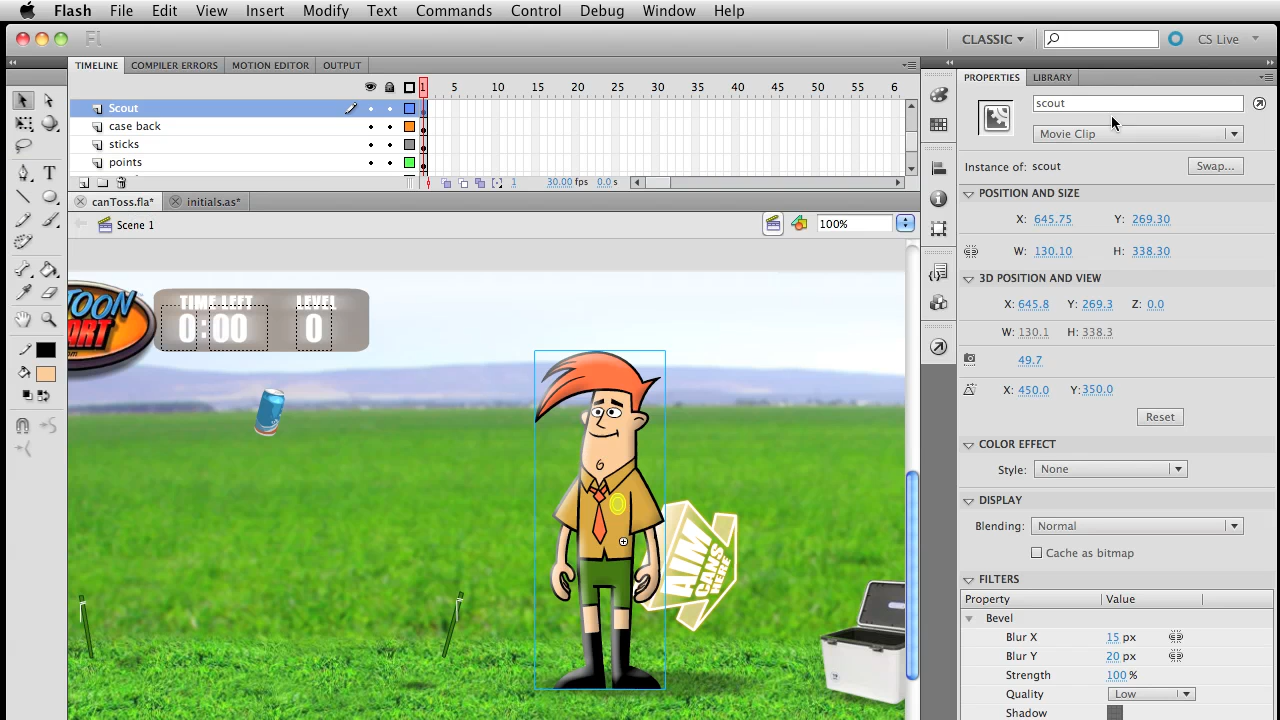 Flash File Edit View Insert Modify Text Commands Control Debug Window Help
Fl CLASSIC CS Live
TIMELINE COMPILER ERRORS MOTION EDITOR OUTPUT
1 5 10 15 20 25 30 35 40 45 50 55 6
Scout
case back
sticks
points
1 30.00 fps 0.0 s
canToss.fla* initials.as*
Scene 1 100%
TOON
TIME LEFT LEVEL
0:00 0
AIM
CANS
HERE
PROPERTIES LIBRARY
scout
Movie Clip
Instance of: scout Swap...
POSITION AND SIZE
X: 645.75 Y: 269.30
W: 130.10 H: 338.30
3D POSITION AND VIEW
X: 645.8 Y: 269.3 Z: 0.0
W: 130.1 H: 338.3
49.7
X: 450.0 Y: 350.0
Reset
COLOR EFFECT
Style: None
DISPLAY
Blending: Normal
Cache as bitmap
FILTERS
Property Value
Bevel
Blur X 15 px
Blur Y 20 px
Strength 100 %
Quality Low
Shadow